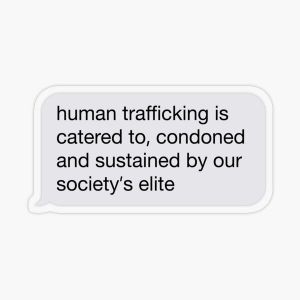 human trafficking is
catered to, condoned
and sustained by our
society's elite